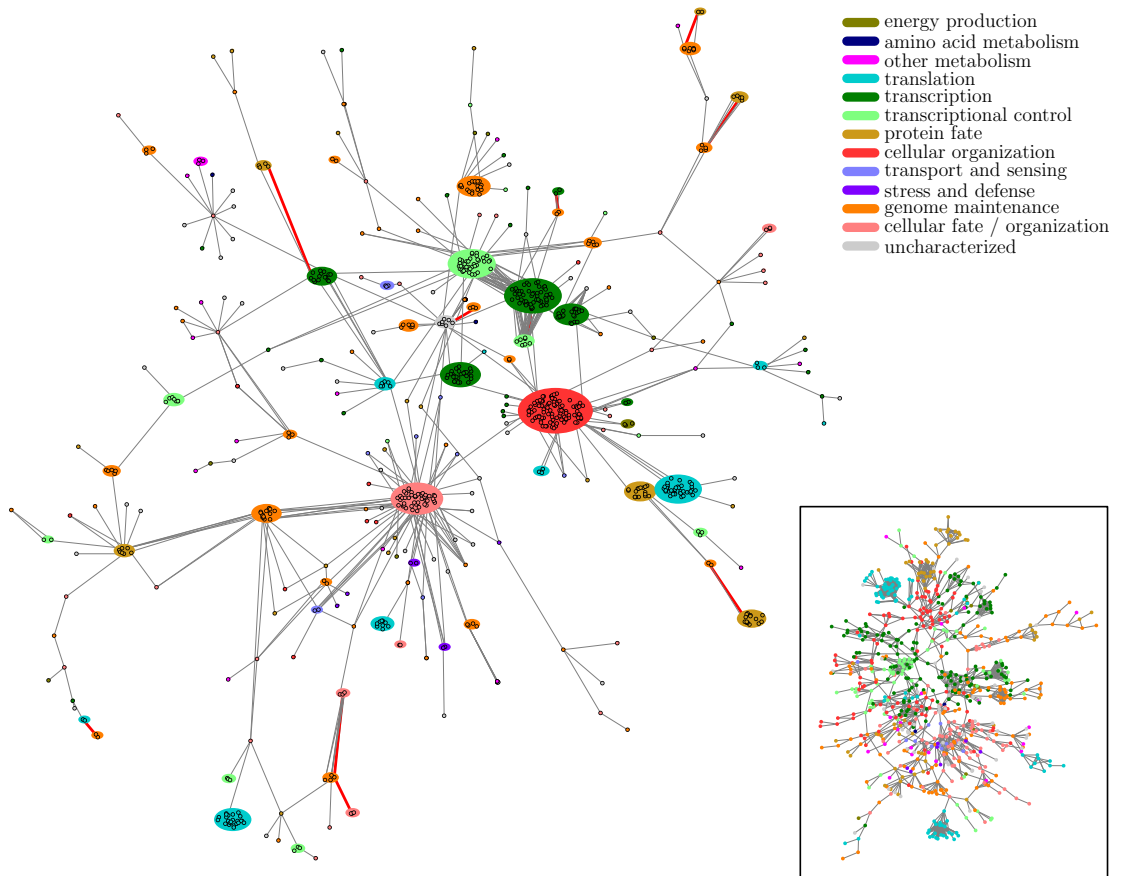 energy production
amino acid metabolism
other metabolism
translation
transcription
transcriptional control
protein fate
cellular organization
transport and sensing
stress and defense
genome maintenance
cellular fate / organization
uncharacterized